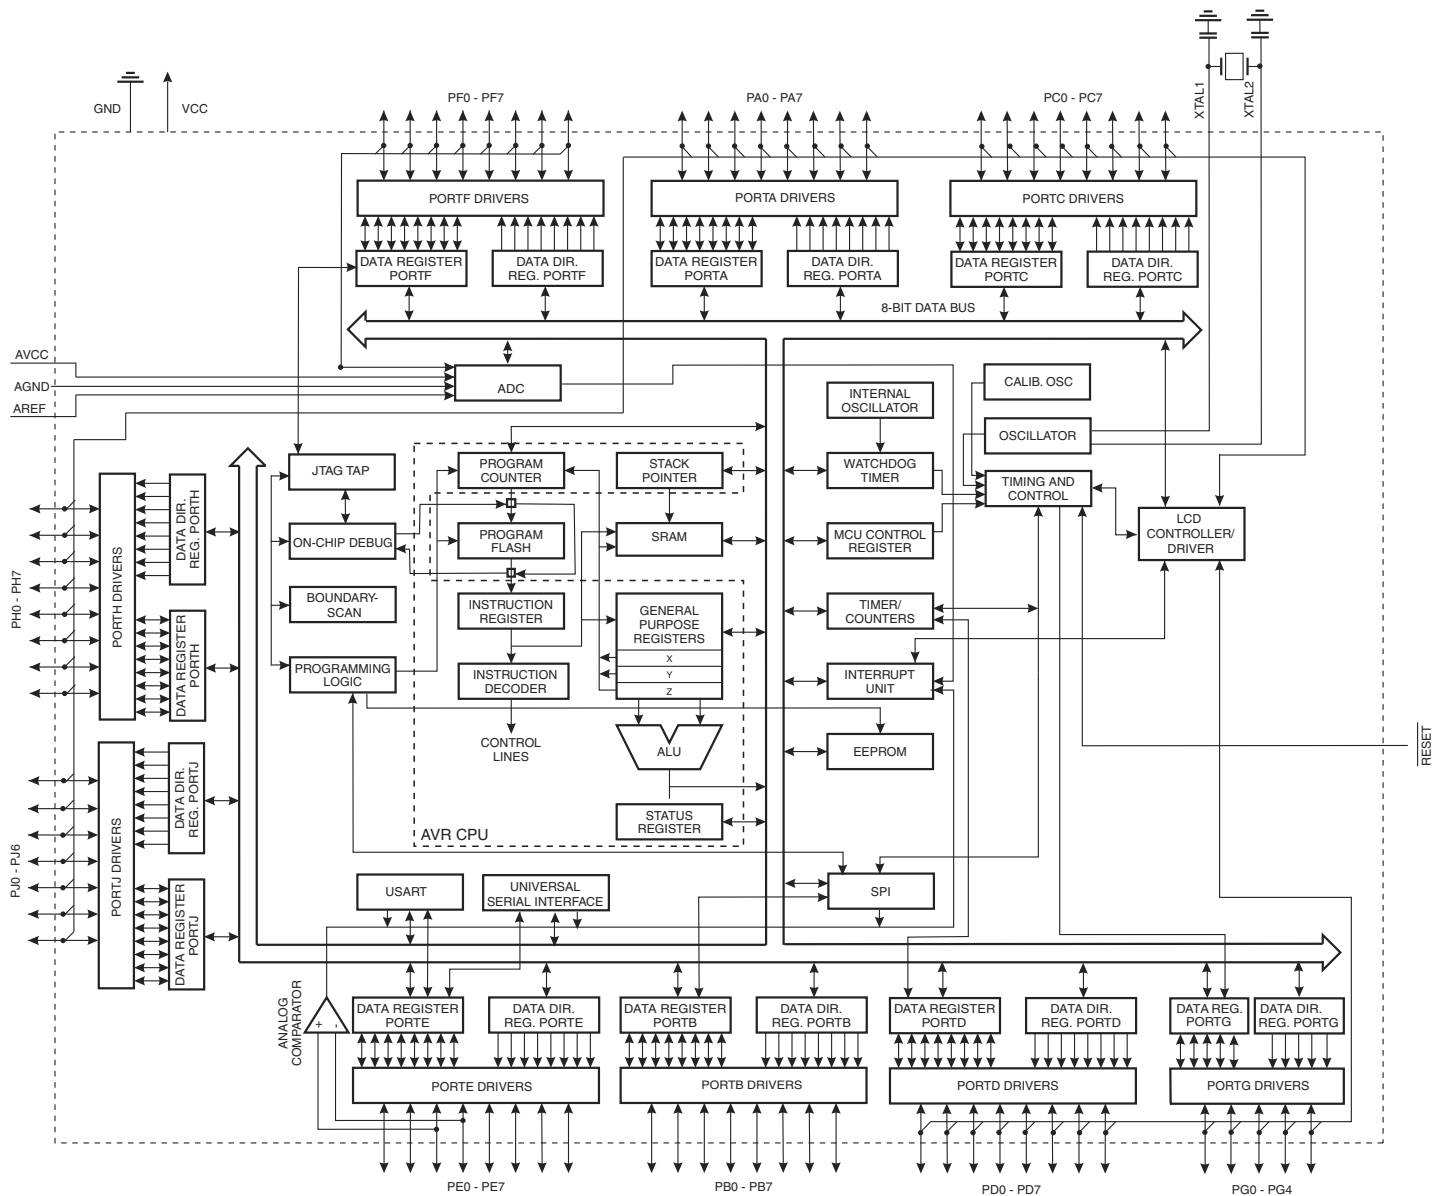 XTAL1
XTAL2
GND
VCC
PF0 - PF7
PA0 - PA7
PC0 - PC7
PORTF DRIVERS
PORTA DRIVERS
PORTC DRIVERS
DATA REGISTER
PORTF
DATA DIR.
REG. PORTF
DATA REGISTER
PORTA
DATA DIR.
REG. PORTA
DATA REGISTER
PORTC
DATA DIR.
REG. PORTC
8-BIT DATA BUS
AVCC
AGND
AREF
ADC
INTERNAL
OSCILLATOR
CALIB. OSC
OSCILLATOR
JTAG TAP
PROGRAM
COUNTER
STACK
POINTER
WATCHDOG
TIMER
TIMING AND
CONTROL
LCD
CONTROLLER/
DRIVER
ON-CHIP DEBUG
PROGRAM
FLASH
SRAM
MCU CONTROL
REGISTER
BOUNDARY-
SCAN
INSTRUCTION
REGISTER
GENERAL
PURPOSE
REGISTERS
X
Y
Z
TIMER/
COUNTERS
PROGRAMMING
LOGIC
INSTRUCTION
DECODER
INTERRUPT
UNIT
CONTROL
LINES
ALU
EEPROM
RESET
STATUS
REGISTER
AVR CPU
PH0 - PH7
PORTH DRIVERS
DATA DIR.
REG. PORTH
DATA REGISTER
PORTH
PJ0 - PJ6
PORTJ DRIVERS
DATA DIR.
REG. PORTJ
DATA REGISTER
PORTJ
USART
UNIVERSAL
SERIAL INTERFACE
SPI
ANALOG
COMPARATOR
+
-
DATA REGISTER
PORTE
DATA DIR.
REG. PORTE
DATA REGISTER
PORTB
DATA DIR.
REG. PORTB
DATA REGISTER
PORTD
DATA DIR.
REG. PORTD
DATA REG.
PORTG
DATA DIR.
REG. PORTG
PORTE DRIVERS
PORTB DRIVERS
PORTD DRIVERS
PORTG DRIVERS
PE0 - PE7
PB0 - PB7
PD0 - PD7
PG0 - PG4